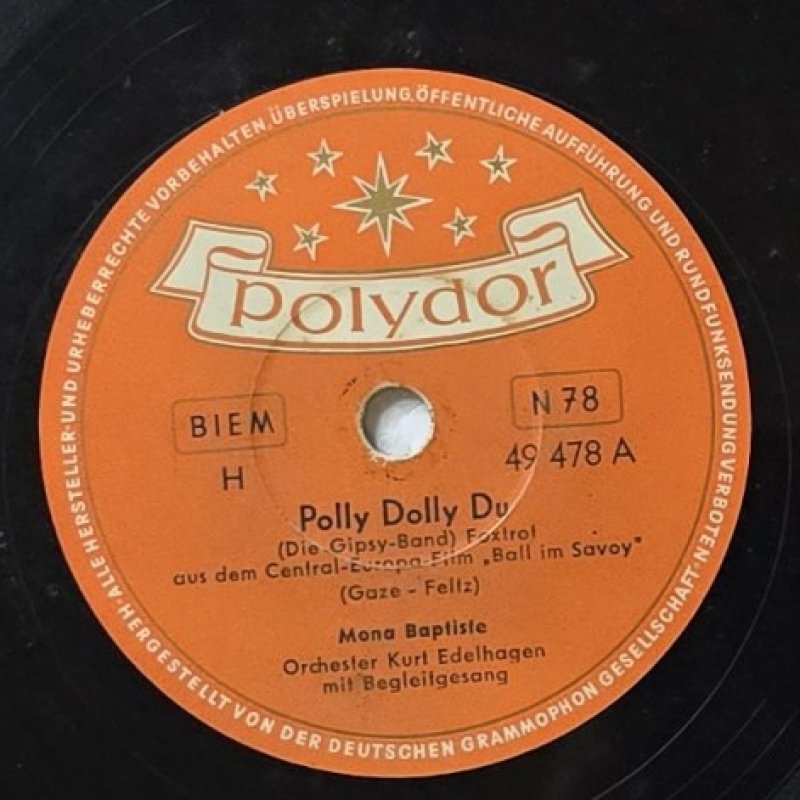 ALLE HERSTELLER- UND URHEBERRECHTE VORBEHALTEN, ÜBERSPIELUNG, ÖFFENTLICHE AUFFÜHRUNG UND RUNDFUNKSENDUNG VERBOTEN·
polydor
BIEM
N 78
H
49 478 A
Polly Dolly Du
(Die Gipsy-Band) Foxtrot
aus dem Central-Europa-Film „Ball im Savoy"
(Gaze - Feltz)
Mona Baptiste
Orchester Kurt Edelhagen
mit Begleitgesang
HERGESTELLT VON DER DEUTSCHEN GRAMMOPHON GESELLSCHAFT·